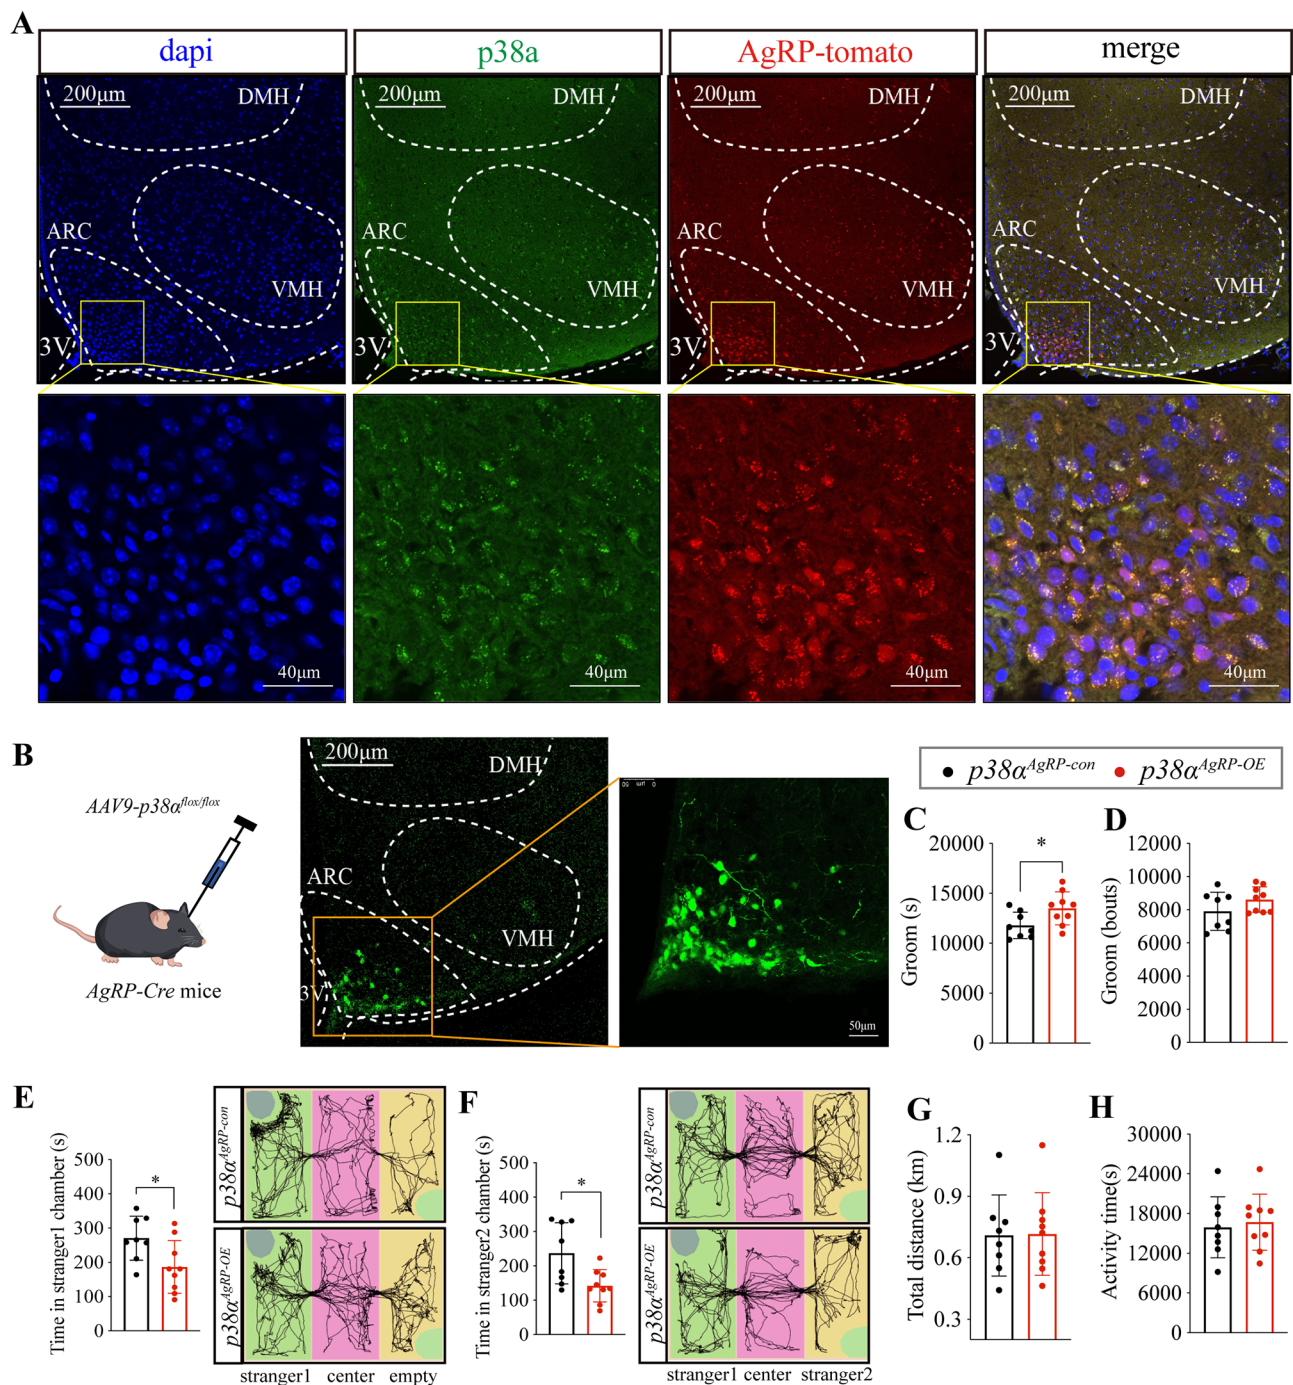 A
dapi
p38a
AgRP-tomato
merge
200μm
DMH
200μm
DMH
200μm
DMH
200μm
DMH
ARC
VMH
3V
ARC
VMH
3V
ARC
VMH
3V
ARC
VMH
3V
40μm
40μm
40μm
40μm
B
AAV9-p38α^flox/flox
AgRP-Cre mice
200μm
DMH
ARC
VMH
3V
0 50 μm
50μm
p38α^AgRP-con
p38α^AgRP-OE
C
Groom (s)
20000
15000
10000
5000
0
*
D
Groom (bouts)
12000
10000
8000
6000
4000
2000
0
E
Time in stranger1 chamber (s)
500
400
300
200
100
0
*
p38α^AgRP-con
p38α^AgRP-OE
stranger1 center empty
F
Time in stranger2 chamber (s)
500
400
300
200
100
0
*
p38α^AgRP-con
p38α^AgRP-OE
stranger1 center stranger2
G
Total distance (km)
1.2
0.9
0.6
0.3
H
Activity time(s)
30000
24000
18000
12000
6000
0